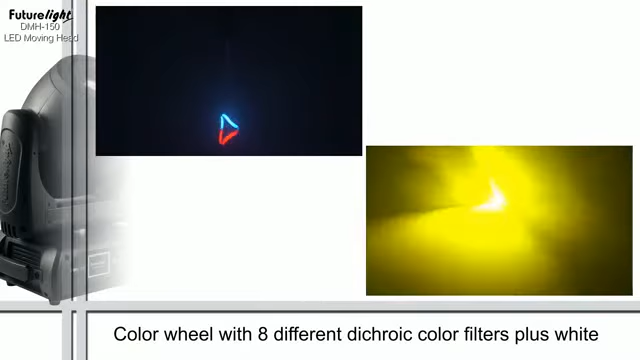 Futurelight
DMH-150
LED Moving Head
Color wheel with 8 different dichroic color filters plus white